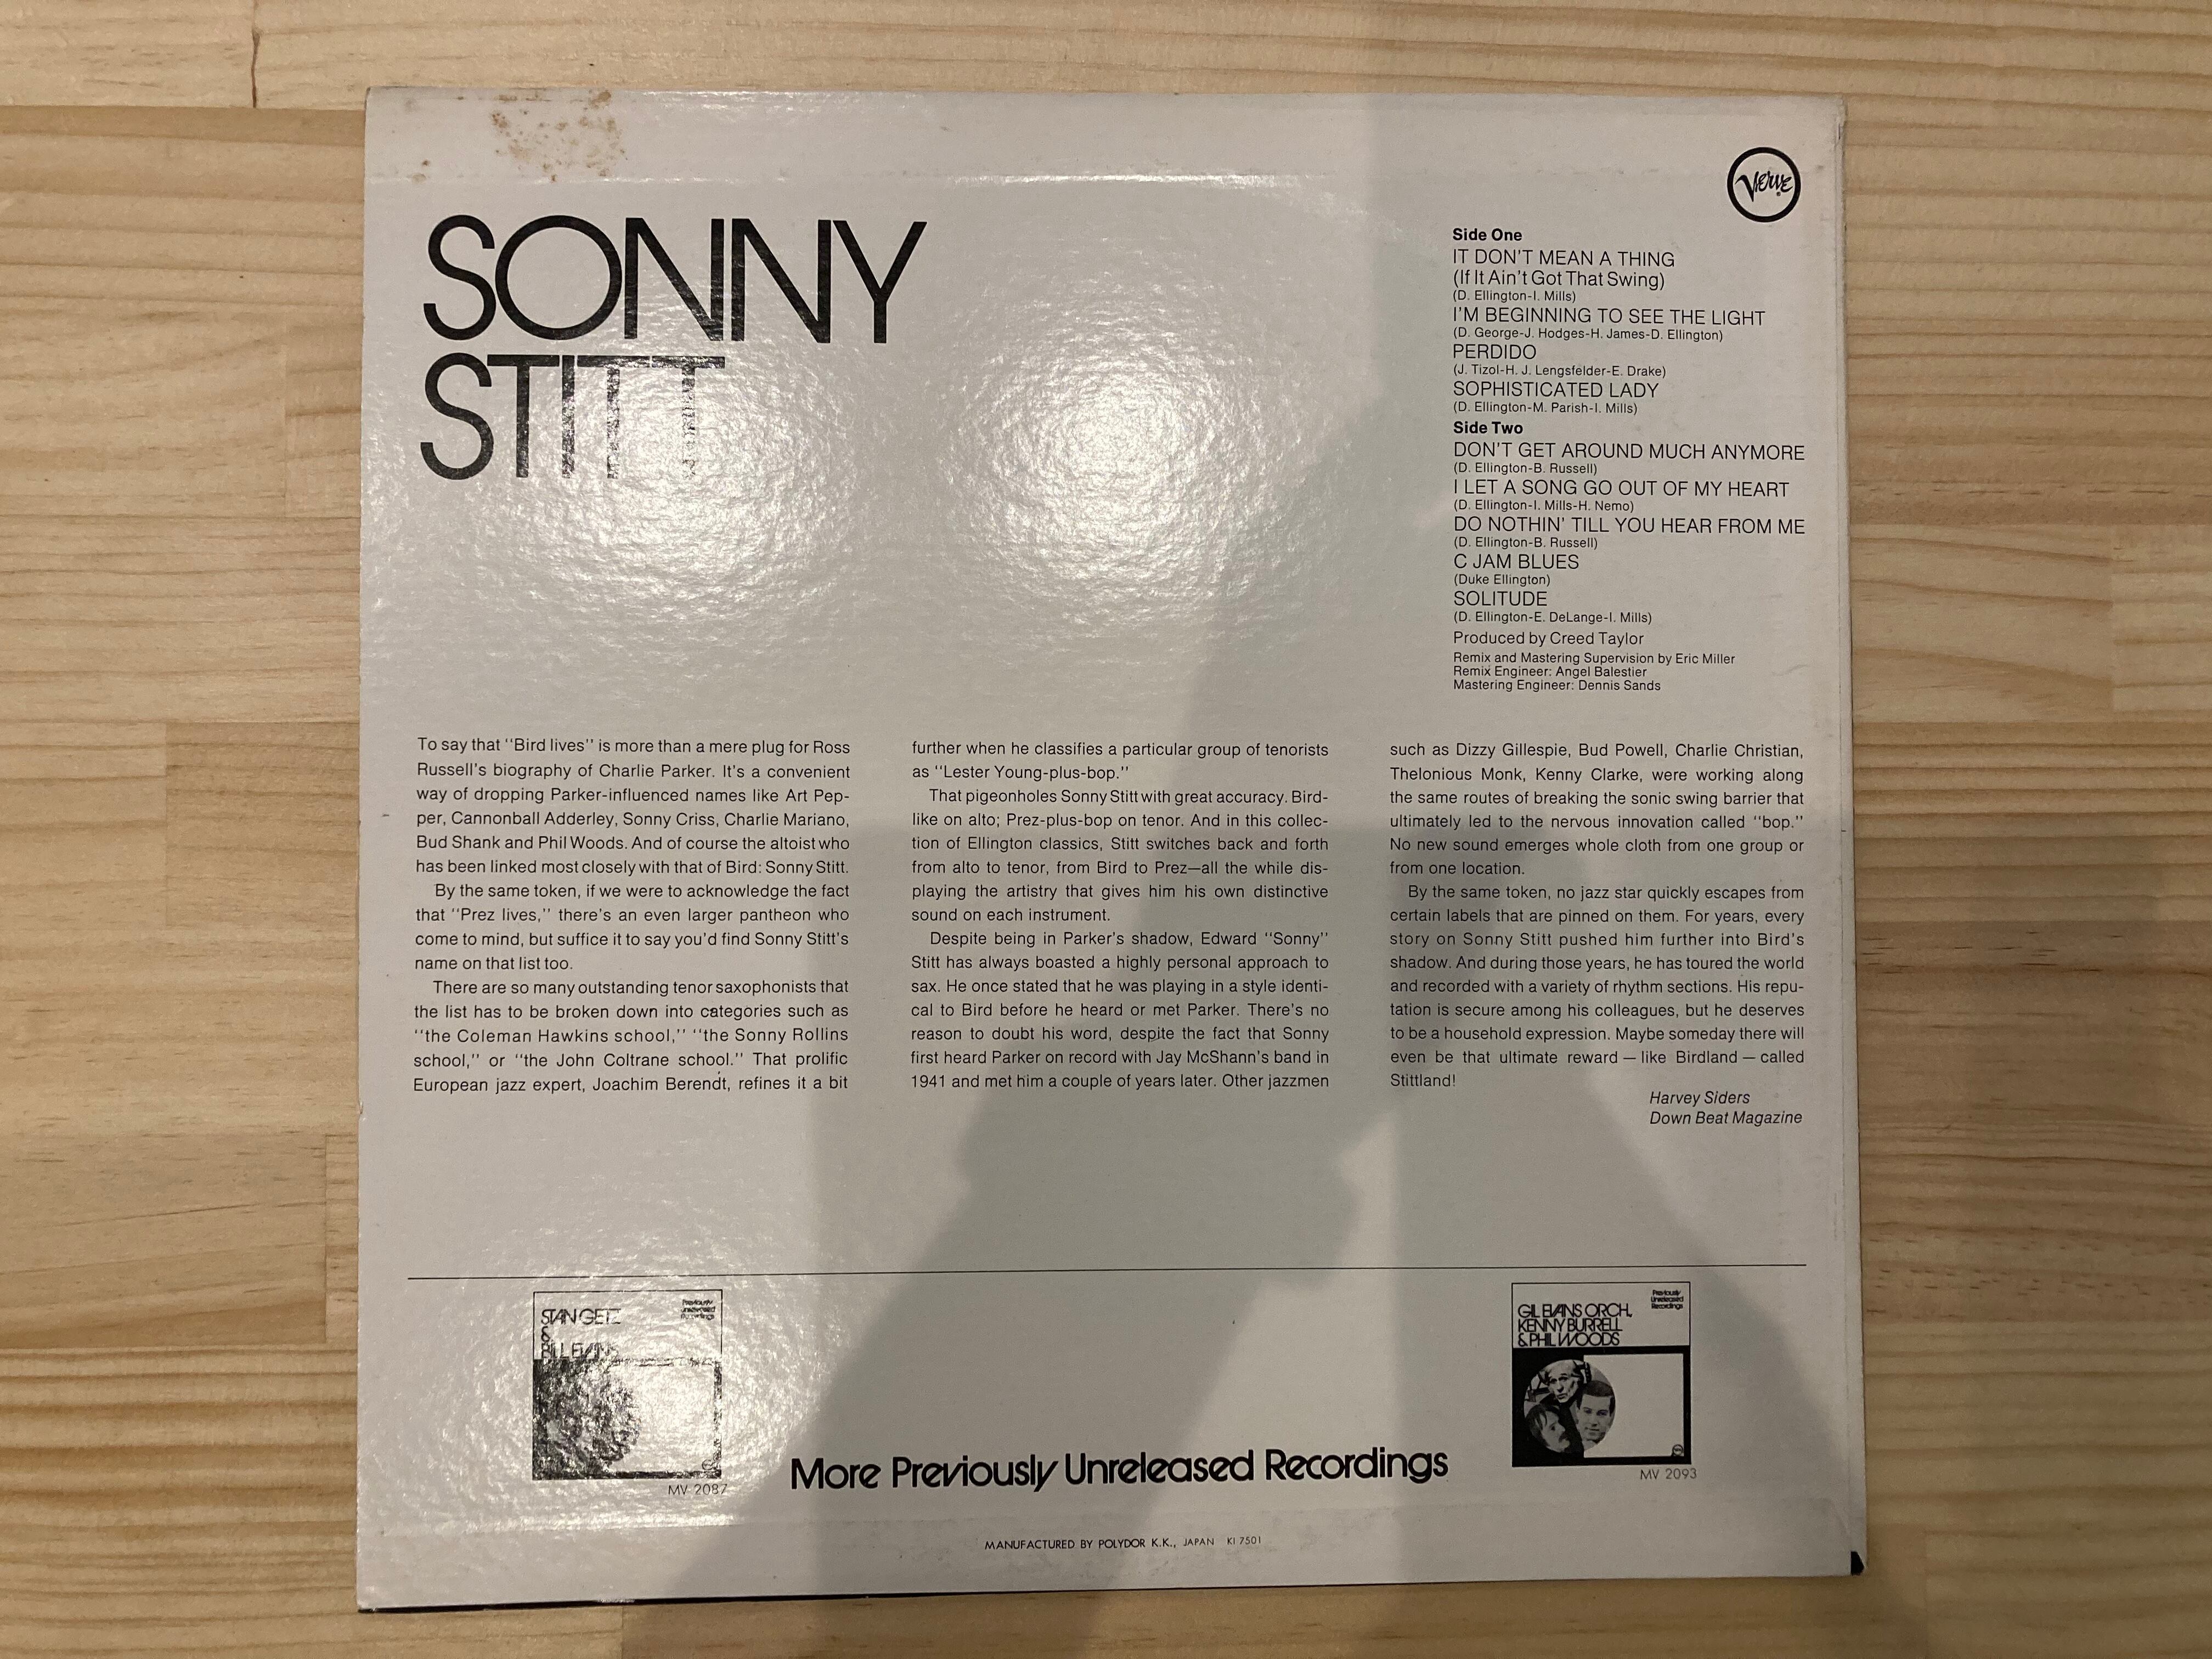 SONNY
STITT
Verve
Side One
IT DON'T MEAN A THING
(If It Ain't Got That Swing)
(D. Ellington-I. Mills)
I'M BEGINNING TO SEE THE LIGHT
(D. George-J. Hodges-H. James-D. Ellington)
PERDIDO
(J. Tizol-H. J. Lengsfelder-E. Drake)
SOPHISTICATED LADY
(D. Ellington-M. Parish-I. Mills)
Side Two
DON'T GET AROUND MUCH ANYMORE
(D. Ellington-B. Russell)
I LET A SONG GO OUT OF MY HEART
(D. Ellington-I. Mills-H. Nemo)
DO NOTHIN' TILL YOU HEAR FROM ME
(D. Ellington-B. Russell)
C JAM BLUES
(Duke Ellington)
SOLITUDE
(D. Ellington-E. DeLange-I. Mills)
Produced by Creed Taylor
Remix and Mastering Supervision by Eric Miller
Remix Engineer: Angel Balestier
Mastering Engineer: Dennis Sands
To say that "Bird lives" is more than a mere plug for Ross
Russell's biography of Charlie Parker. It's a convenient
way of dropping Parker-influenced names like Art Pep-
per, Cannonball Adderley, Sonny Criss, Charlie Mariano,
Bud Shank and Phil Woods. And of course the altoist who
has been linked most closely with that of Bird: Sonny Stitt.
By the same token, if we were to acknowledge the fact
that "Prez lives," there's an even larger pantheon who
come to mind, but suffice it to say you'd find Sonny Stitt's
name on that list too.
There are so many outstanding tenor saxophonists that
the list has to be broken down into categories such as
"the Coleman Hawkins school," "the Sonny Rollins
school," or "the John Coltrane school." That prolific
European jazz expert, Joachim Berendt, refines it a bit
further when he classifies a particular group of tenorists
as "Lester Young-plus-bop."
That pigeonholes Sonny Stitt with great accuracy. Bird-
like on alto; Prez-plus-bop on tenor. And in this collec-
tion of Ellington classics, Stitt switches back and forth
from alto to tenor, from Bird to Prez—all the while dis-
playing the artistry that gives him his own distinctive
sound on each instrument.
Despite being in Parker's shadow, Edward "Sonny"
Stitt has always boasted a highly personal approach to
sax. He once stated that he was playing in a style identi-
cal to Bird before he heard or met Parker. There's no
reason to doubt his word, despite the fact that Sonny
first heard Parker on record with Jay McShann's band in
1941 and met him a couple of years later. Other jazzmen
such as Dizzy Gillespie, Bud Powell, Charlie Christian,
Thelonious Monk, Kenny Clarke, were working along
the same routes of breaking the sonic swing barrier that
ultimately led to the nervous innovation called "bop."
No new sound emerges whole cloth from one group or
from one location.
By the same token, no jazz star quickly escapes from
certain labels that are pinned on them. For years, every
story on Sonny Stitt pushed him further into Bird's
shadow. And during those years, he has toured the world
and recorded with a variety of rhythm sections. His repu-
tation is secure among his colleagues, but he deserves
to be a household expression. Maybe someday there will
even be that ultimate reward — like Birdland — called
Stittland!
Harvey Siders
Down Beat Magazine
STAN GETZ
&
BILL EVANS
Previously
Unreleased
Recordings
MV 2087
More Previously Unreleased Recordings
GIL EVANS ORCH,
KENNY BURRELL
& PHIL WOODS
Previously
Unreleased
Recordings
MV 2093
MANUFACTURED BY POLYDOR K.K., JAPAN KI 7501